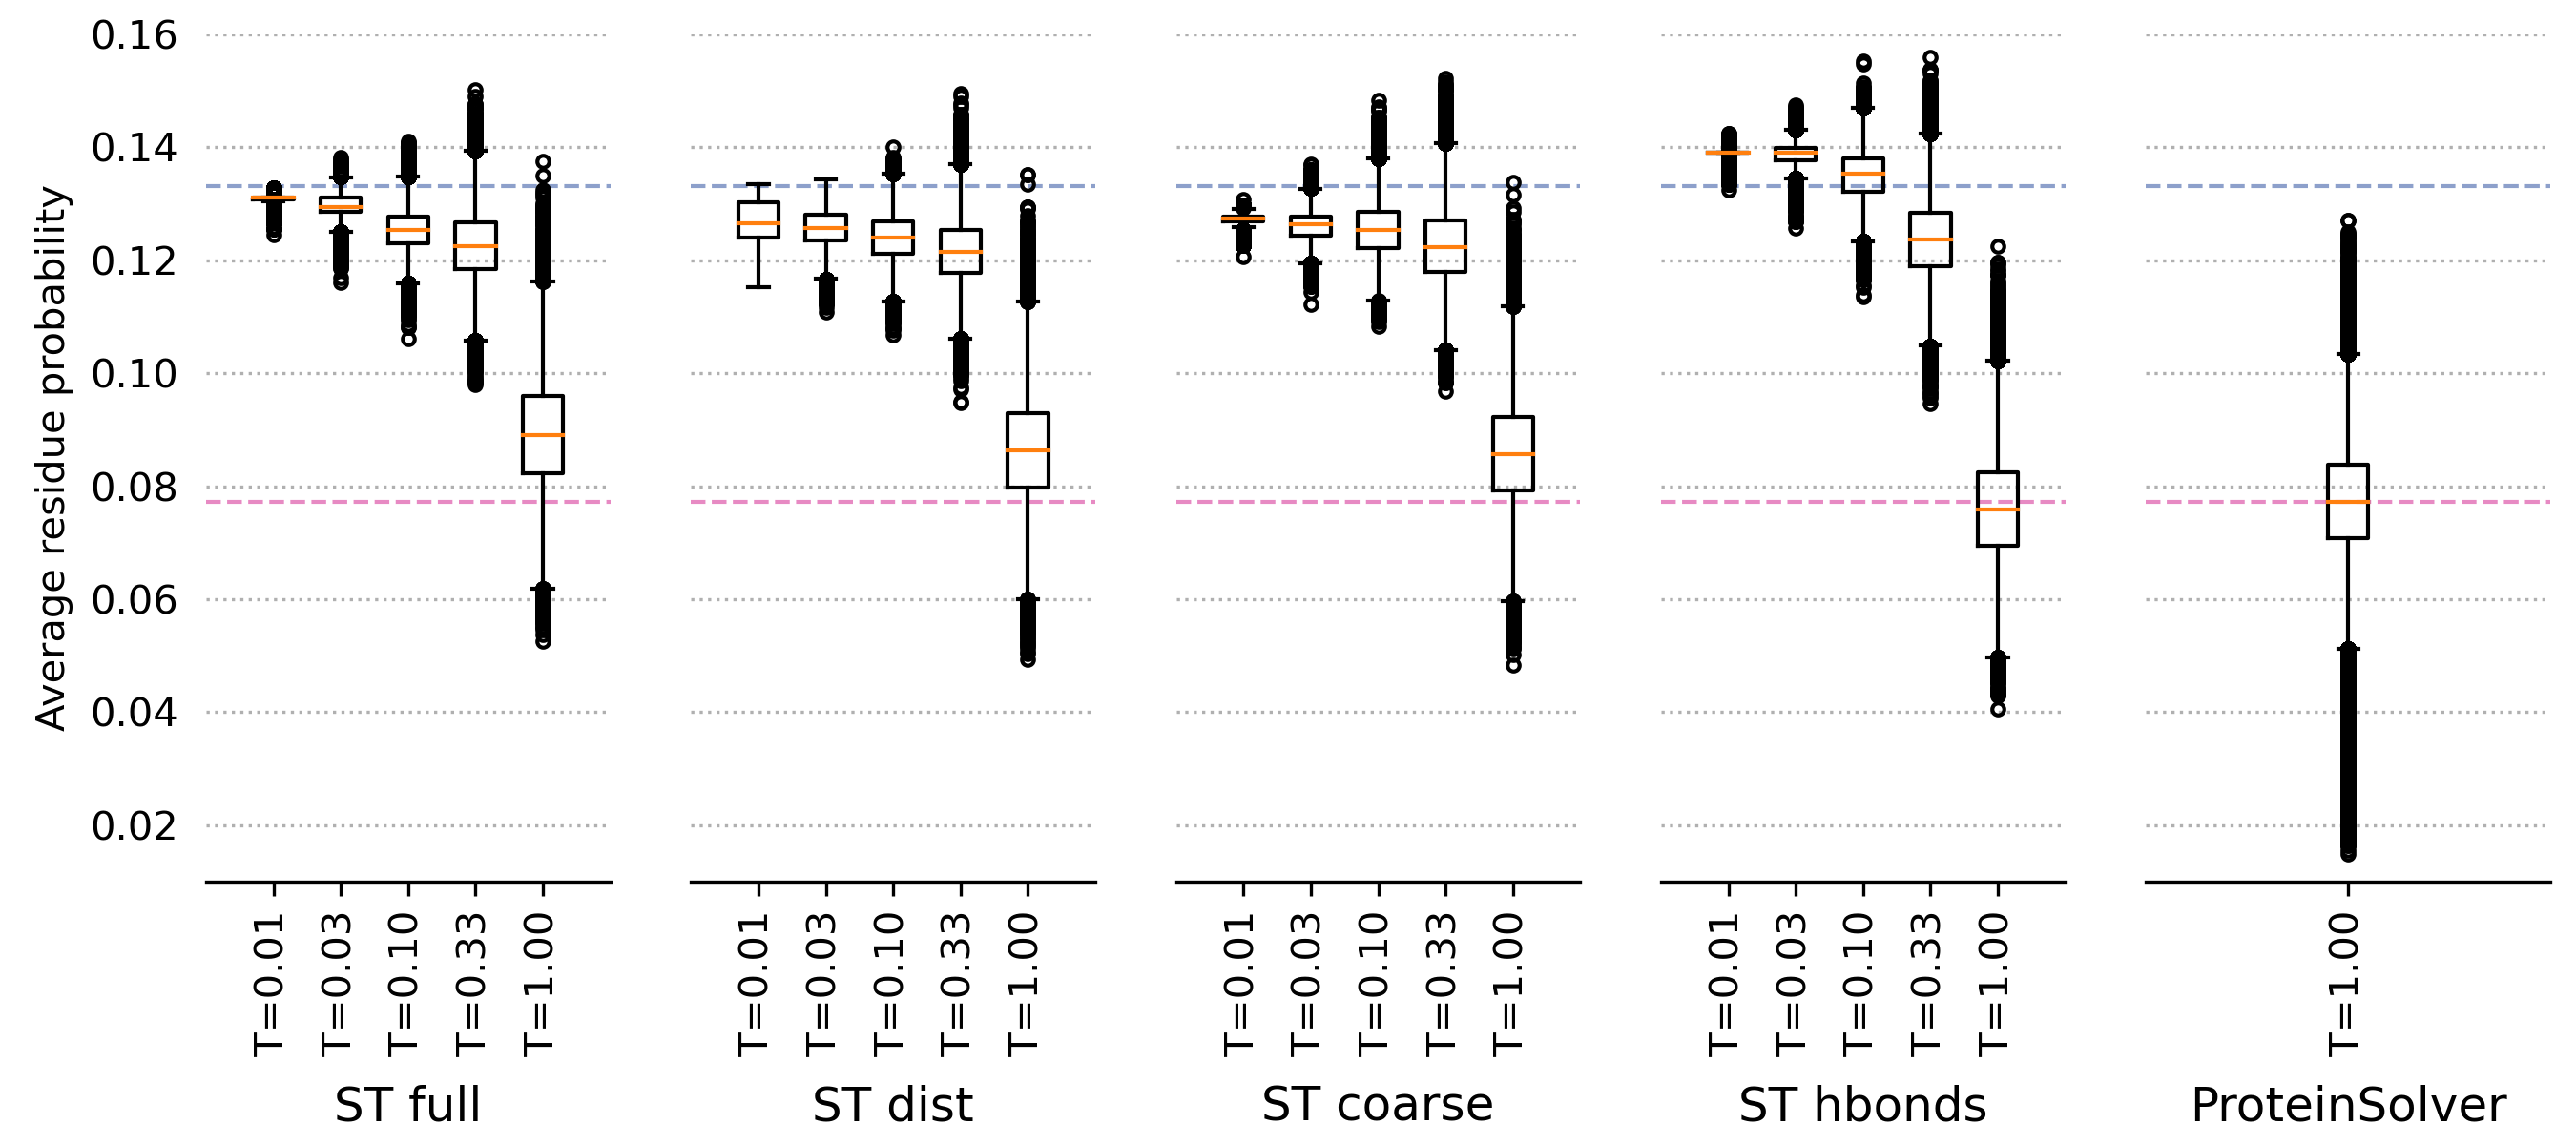 Average residue probability
0.16
0.14
0.12
0.10
0.08
0.06
0.04
0.02
T=0.01
T=0.03
T=0.10
T=0.33
T=1.00
ST full
T=0.01
T=0.03
T=0.10
T=0.33
T=1.00
ST dist
T=0.01
T=0.03
T=0.10
T=0.33
T=1.00
ST coarse
T=0.01
T=0.03
T=0.10
T=0.33
T=1.00
ST hbonds
T=1.00
ProteinSolver